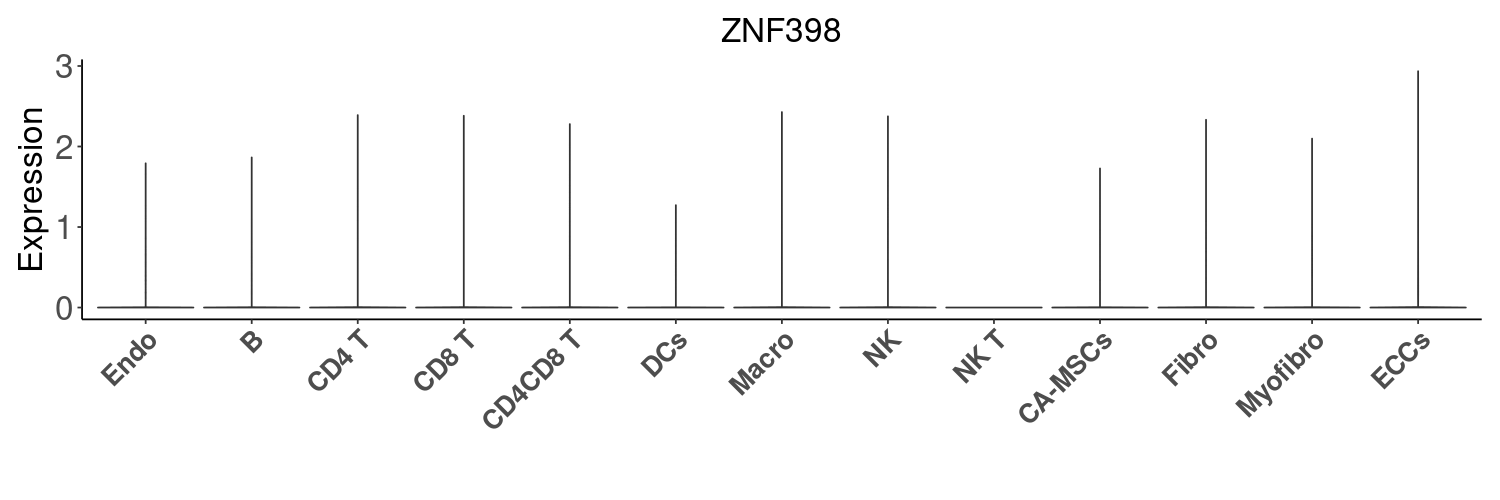 ZNF398
Expression
3
2
1
0
Endo
B
CD4 T
CD8 T
CD4CD8 T
DCs
Macro
NK
NK T
CA-MSCs
Fibro
Myofibro
ECCs